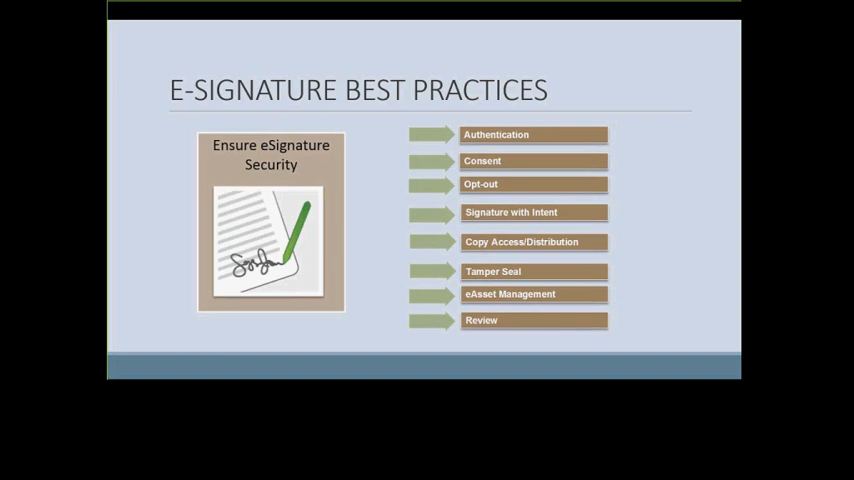 E-SIGNATURE BEST PRACTICES
Ensure eSignature
Security
Authentication
Consent
Opt-out
Signature with Intent
Copy Access/Distribution
Tamper Seal
eAsset Management
Review